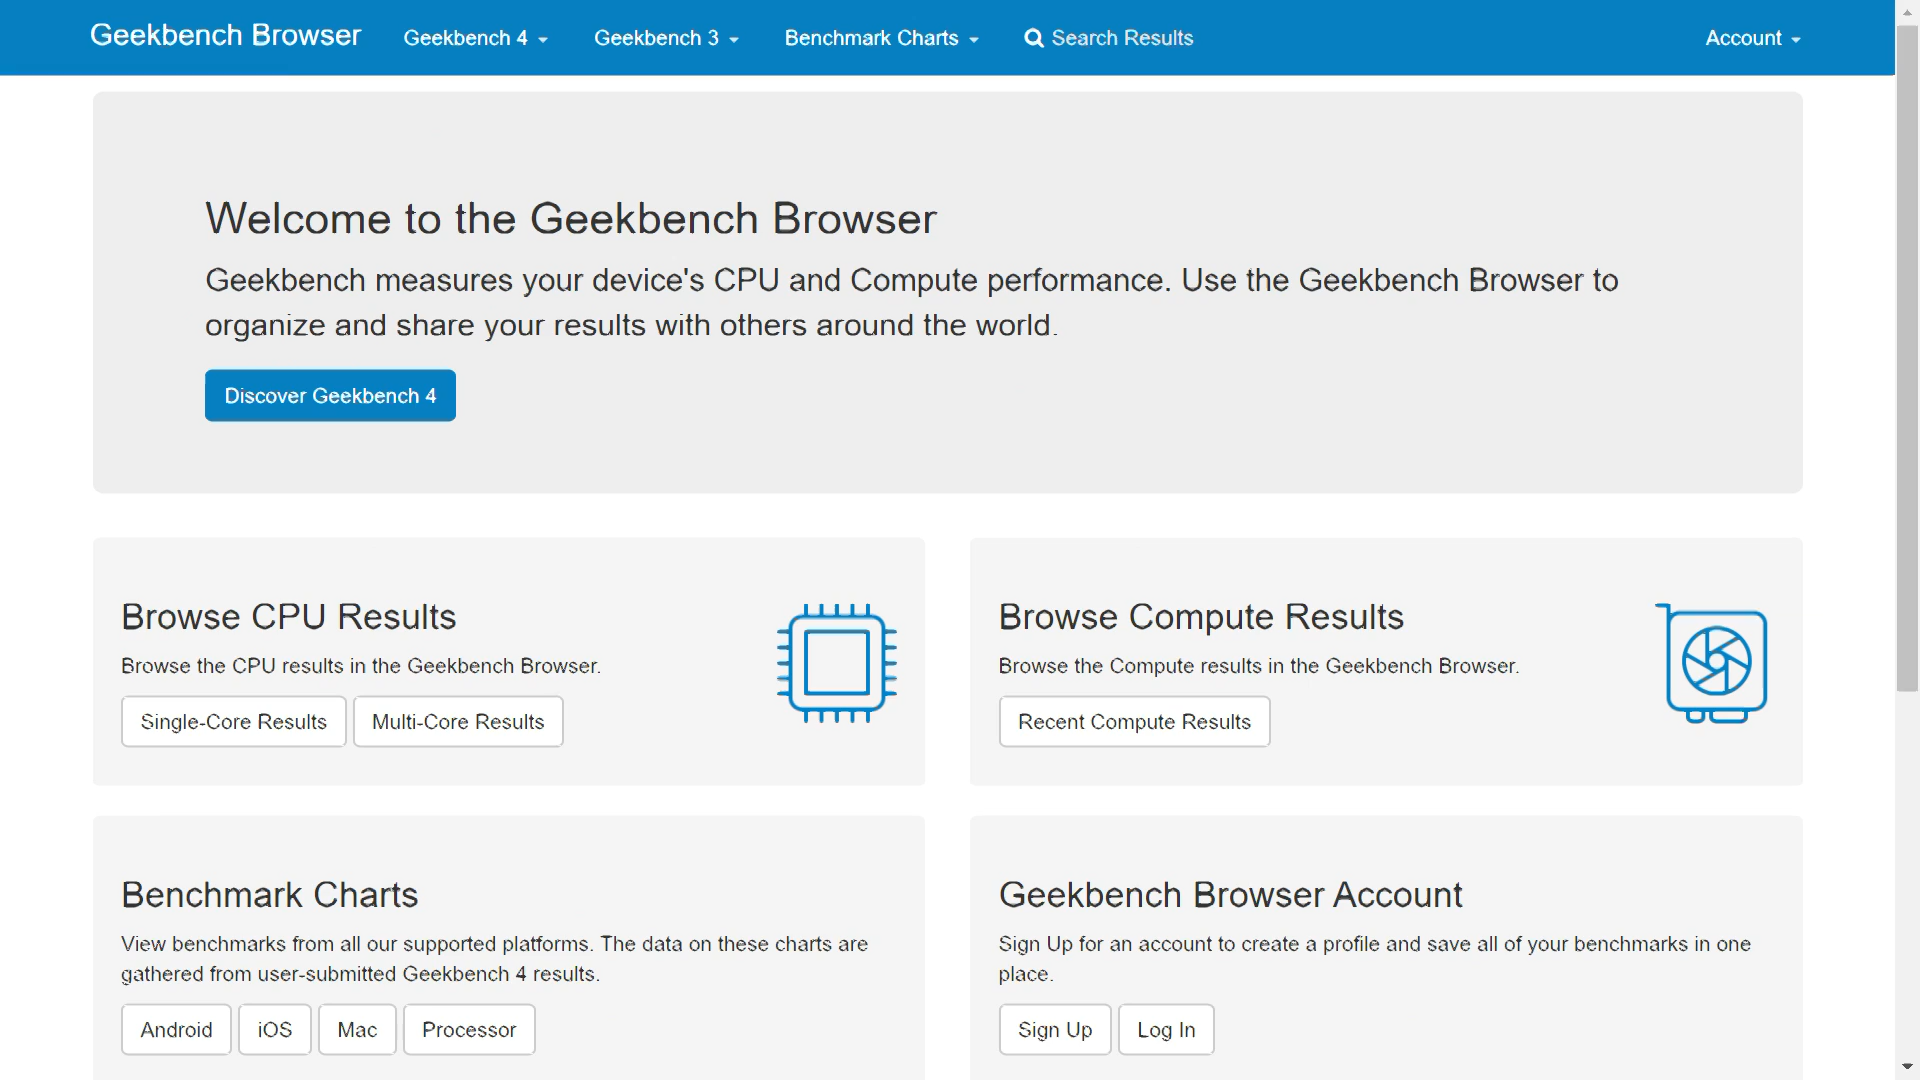 Geekbench Browser
Geekbench 4
Geekbench 3
Benchmark Charts
Search Results
Account
Welcome to the Geekbench Browser
Geekbench measures your device's CPU and Compute performance. Use the Geekbench Browser to
organize and share your results with others around the world.
Discover Geekbench 4
Browse CPU Results
Browse the CPU results in the Geekbench Browser.
Single-Core Results
Multi-Core Results
Browse Compute Results
Browse the Compute results in the Geekbench Browser.
Recent Compute Results
Benchmark Charts
View benchmarks from all our supported platforms. The data on these charts are
gathered from user-submitted Geekbench 4 results.
Android
iOS
Mac
Processor
Geekbench Browser Account
Sign Up for an account to create a profile and save all of your benchmarks in one
place.
Sign Up
Log In